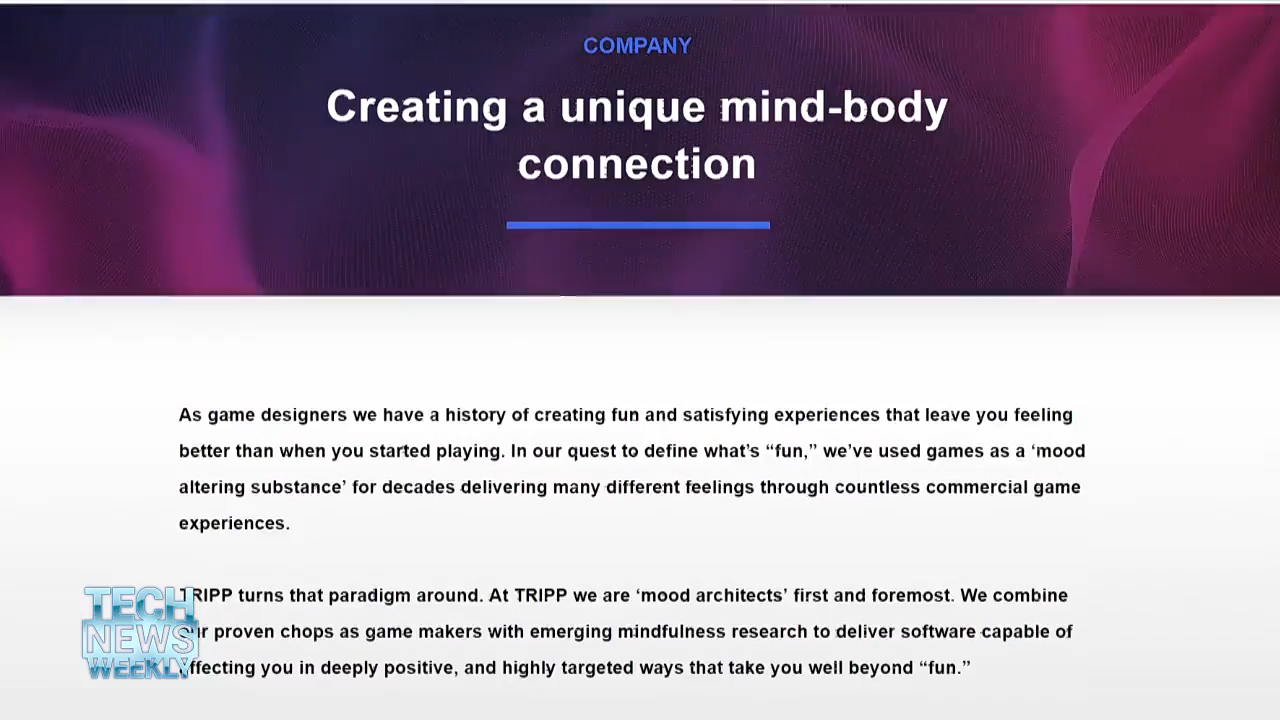 COMPANY
Creating a unique mind-body
connection
As game designers we have a history of creating fun and satisfying experiences that leave you feeling
better than when you started playing. In our quest to define what’s “fun,” we’ve used games as a ‘mood
altering substance’ for decades delivering many different feelings through countless commercial game
experiences.
TRIPP turns that paradigm around. At TRIPP we are ‘mood architects’ first and foremost. We combine
our proven chops as game makers with emerging mindfulness research to deliver software capable of
affecting you in deeply positive, and highly targeted ways that take you well beyond “fun.”
TECH
NEWS
WEEKLY